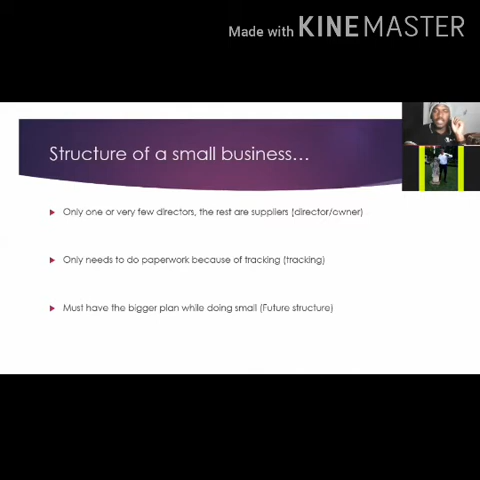 Made with KINEMASTER
Structure of a small business...
Only one or very few directors, the rest are suppliers (director/owner)
Only needs to do paperwork because of tracking (tracking)
Must have the bigger plan while doing small (Future structure)